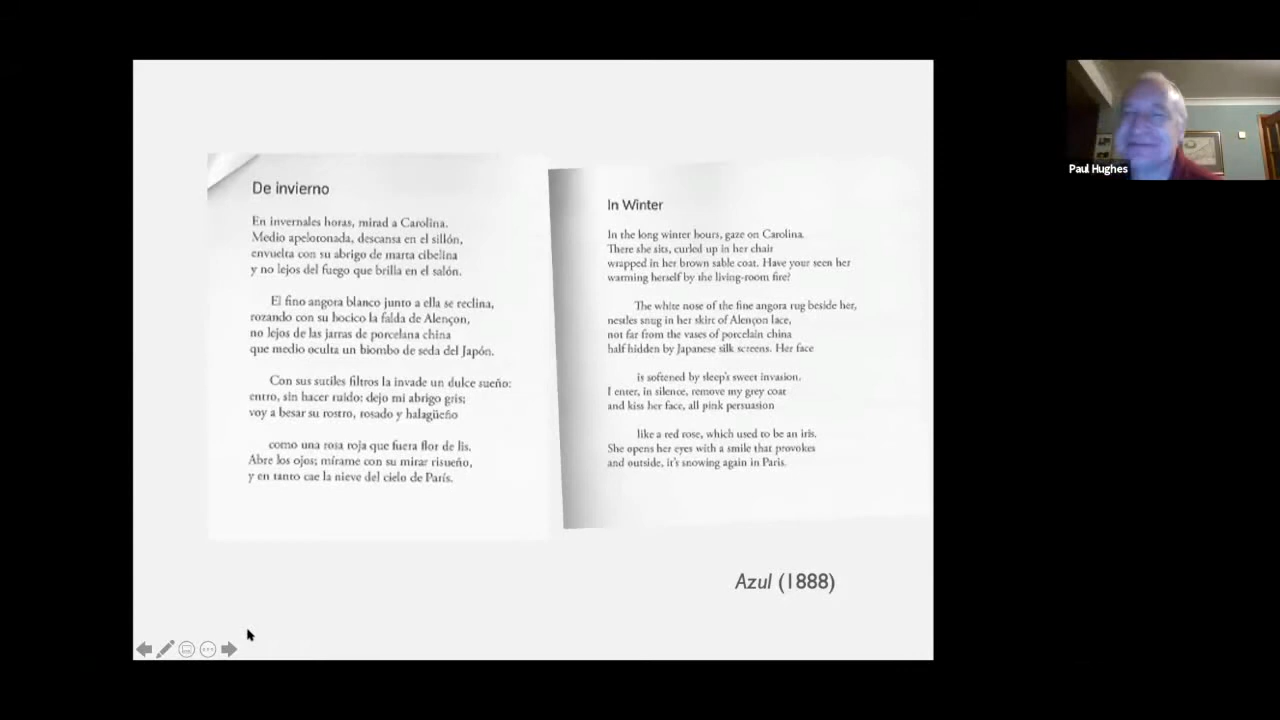 De invierno
En invernales horas, mirad a Carolina.
Medio apelotonada, descansa en el sillón,
envuelta con su abrigo de marta cibelina
y no lejos del fuego que brilla en el salón.
El fino angora blanco junto a ella se reclina,
rozando con su hocico la falda de Alençon,
no lejos de las jarras de porcelana china
que medio oculta un biombo de seda del Japón.
Con sus sutiles filtros la invade un dulce sueño:
entro, sin hacer ruido: dejo mi abrigo gris;
voy a besar su rostro, rosado y halagüeño
como una rosa roja que fuera flor de lis.
Abre los ojos; mírame con su mirar risueño,
y en tanto cae la nieve del cielo de París.
In Winter
In the long winter hours, gaze on Carolina.
There she sits, curled up in her chair
wrapped in her brown sable coat. Have your seen her
warming herself by the living-room fire?
The white nose of the fine angora rug beside her,
nestles snug in her skirt of Alençon lace,
not far from the vases of porcelain china
half hidden by Japanese silk screens. Her face
is softened by sleep's sweet invasion.
I enter, in silence, remove my grey coat
and kiss her face, all pink persuasion
like a red rose, which used to be an iris.
She opens her eyes with a smile that provokes
and outside, it's snowing again in Paris.
Azul (1888)
Paul Hughes